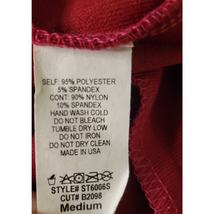 SELF: 95% POLYESTER
5% SPANDEX
CONT: 90% NYLON
10% SPANDEX
HAND WASH COLD
DO NOT BLEACH
TUMBLE DRY LOW
DO NOT IRON
DO NOT DRY CLEAN
MADE IN USA
STYLE# ST6006S
CUT# B2098
Medium